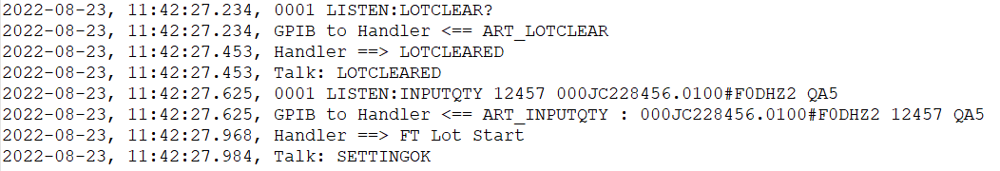 2022-08-23, 11:42:27.234, 0001 LISTEN:LOTCLEAR?
2022-08-23, 11:42:27.234, GPIB to Handler <== ART_LOTCLEAR
2022-08-23, 11:42:27.453, Handler ==> LOTCLEARED
2022-08-23, 11:42:27.453, Talk: LOTCLEARED
2022-08-23, 11:42:27.625, 0001 LISTEN:INPUTQTY 12457 000JC228456.0100#F0DHZ2 QA5
2022-08-23, 11:42:27.625, GPIB to Handler <== ART_INPUTQTY : 000JC228456.0100#F0DHZ2 12457 QA5
2022-08-23, 11:42:27.968, Handler ==> FT Lot Start
2022-08-23, 11:42:27.984, Talk: SETTINGOK